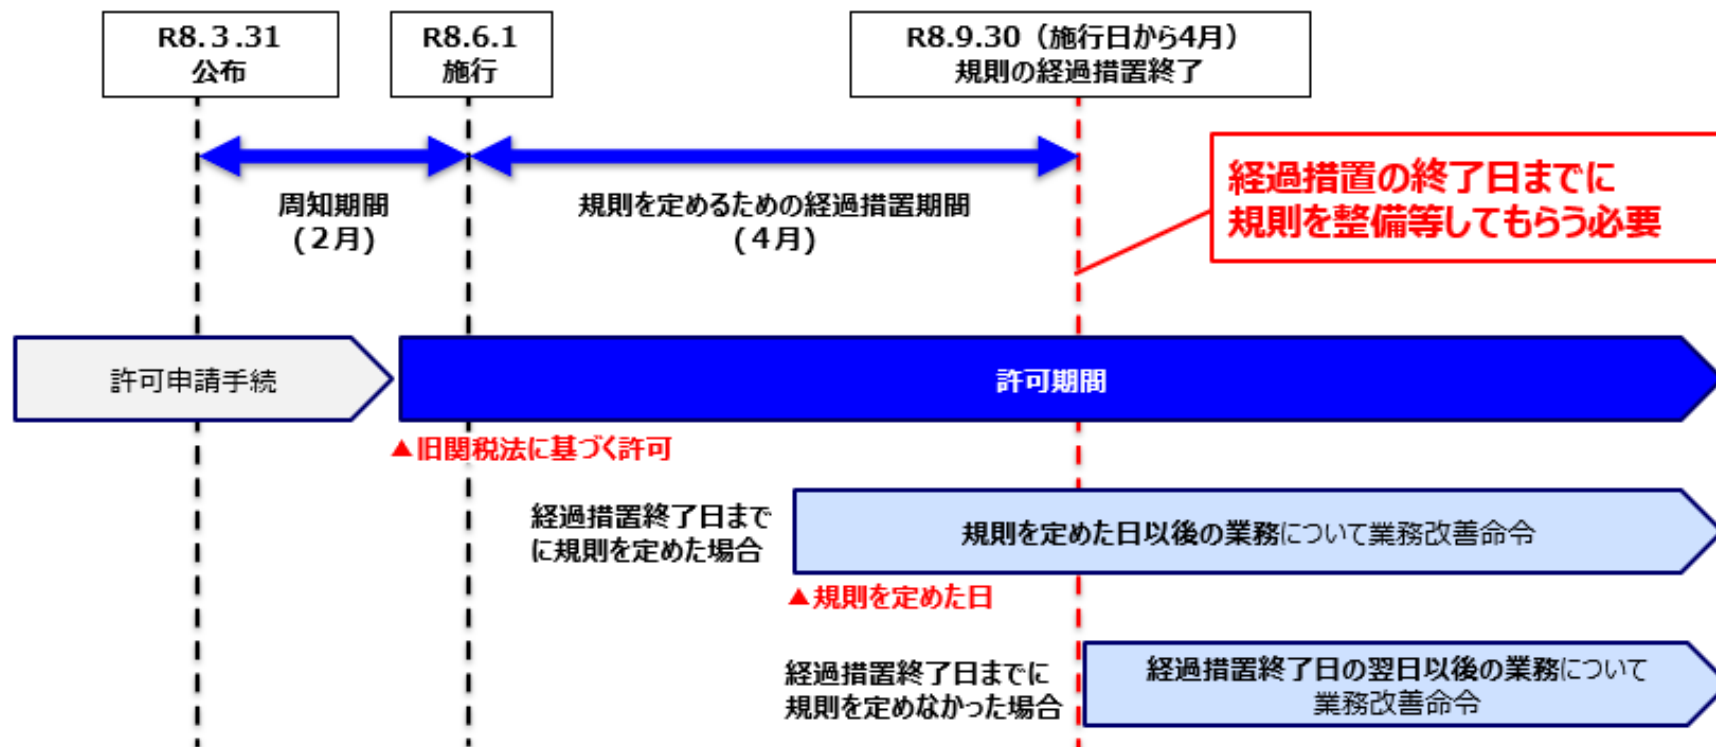 R8.3.31
公布
R8.6.1
施行
R8.9.30（施行日から4月）
規則の経過措置終了
経過措置の終了日までに
規則を整備等してもらう必要
周知期間
(２月)
規則を定めるための経過措置期間
(４月)
許可申請手続
許可期間
▲旧関税法に基づく許可
経過措置終了日まで
に規則を定めた場合
規則を定めた日以後の業務について業務改善命令
▲規則を定めた日
経過措置終了日までに
規則を定めなかった場合
経過措置終了日の翌日以後の業務について
業務改善命令